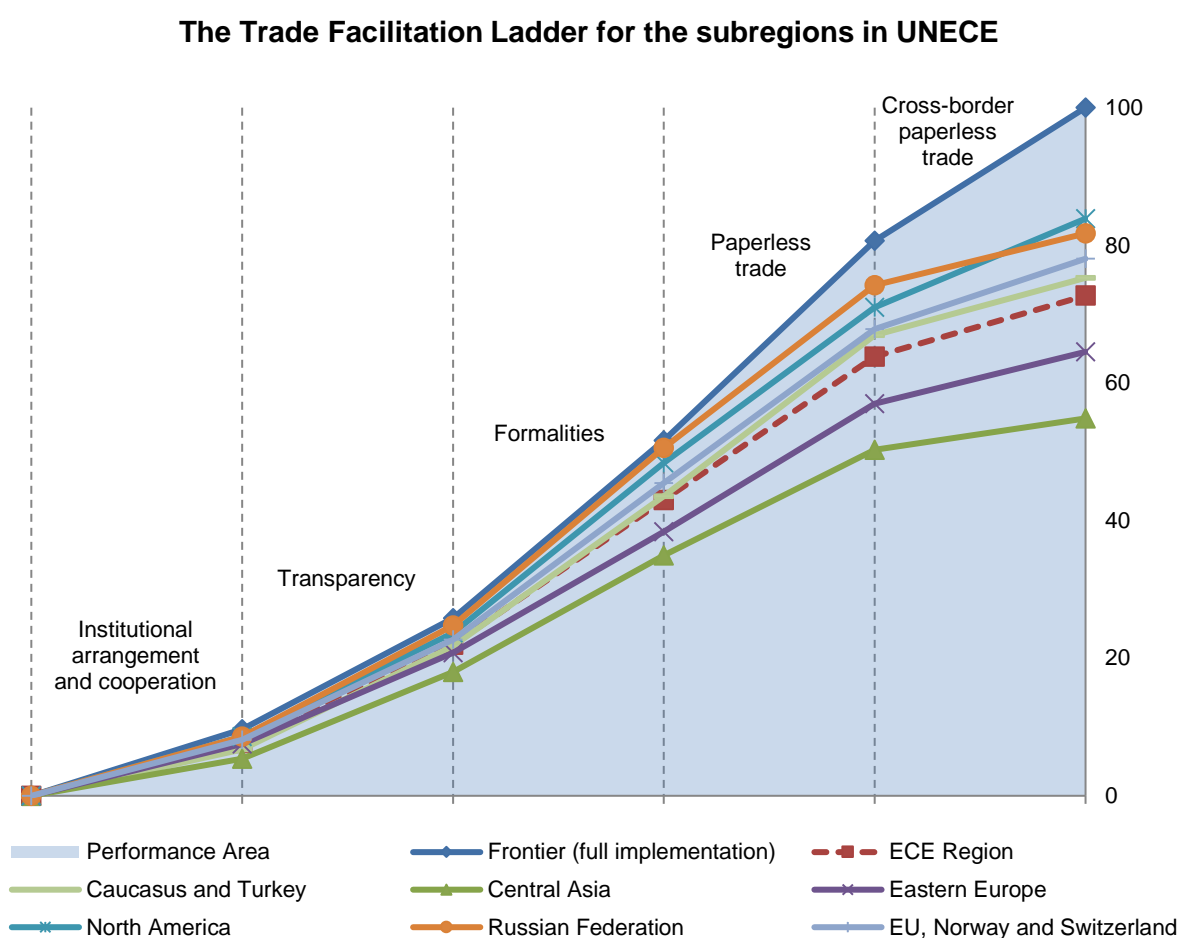 The Trade Facilitation Ladder for the subregions in UNECE
Cross-border
paperless
trade
100
Paperless
trade
80
60
Formalities
40
Transparency
20
Institutional
arrangement
and cooperation
0
Performance Area
Frontier (full implementation)
ECE Region
Caucasus and Turkey
Central Asia
Eastern Europe
North America
Russian Federation
EU, Norway and Switzerland